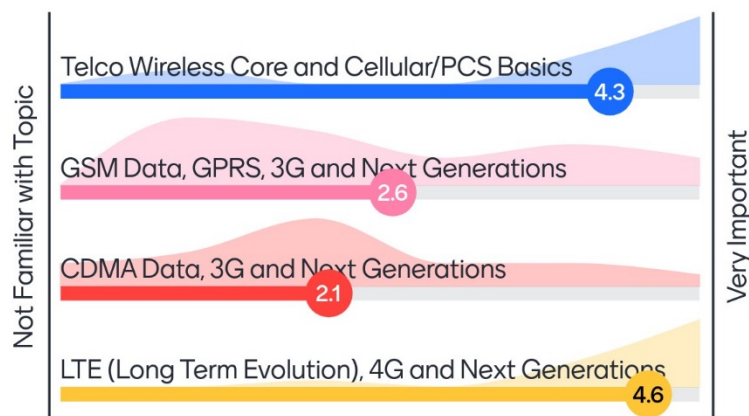 Not Familiar with Topic
Telco Wireless Core and Cellular/PCS Basics
4.3
GSM Data, GPRS, 3G and Next Generations
2.6
CDMA Data, 3G and Next Generations
2.1
LTE (Long Term Evolution), 4G and Next Generations
4.6
Very Important